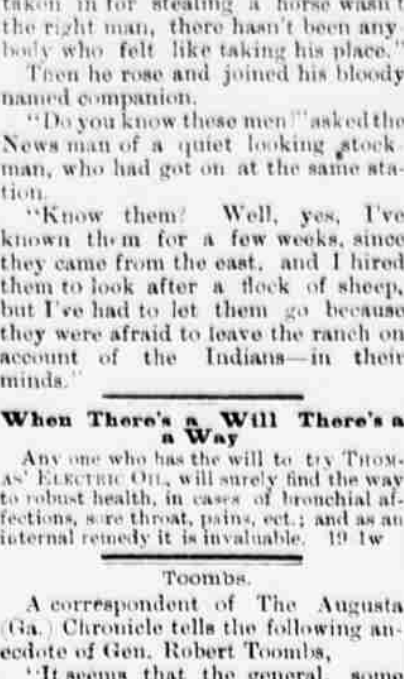 taken in for stealing a horse wasn't
the right man, there hasn't been any-
body who felt like taking his place."
Then he rose and joined his bloody
named companion.
"Do you know these men?" asked the
News man of a quiet looking stock
man, who had got on at the same sta-
tion.
"Know them? Well, yes, I've
known them for a few weeks, since
they came from the east, and I hired
them to look after a flock of sheep,
but I've had to let them go because
they were afraid to leave the ranch on
account of the Indians—in their
minds."
When There's a Will There's a
a Way
Any one who has the will to try THOM-
AS' ELECTRIC OIL, will surely find the way
to robust health, in cases of bronchial af-
fections, sore throat, pains, ect.; and as an
internal remedy it is invaluable. 19 1w
Toombs.
A correspondent of The Augusta
(Ga.) Chronicle tells the following an-
ecdote of Gen. Robert Toombs,
"It seems that the general, some